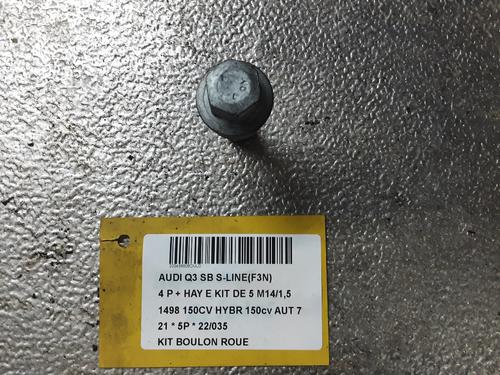 AUDI Q3 SB S-LINE(F3N)
4 P + HAY E KIT DE 5 M14/1,5
1498 150CV HYBR 150cv AUT 7
21 * 5P * 22/035
KIT BOULON ROUE